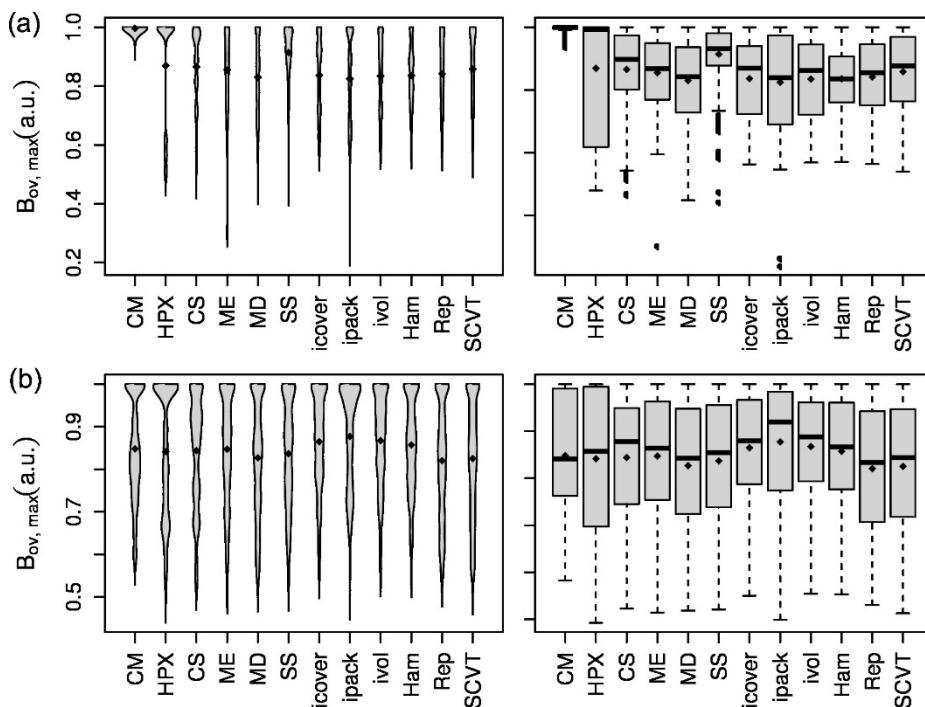 (a)
B_ov, max (a.u.)
1.0
0.8
0.6
0.4
0.2
CM HPX CS ME MD SS icover ipack ivol Ham Rep SCVT
CM HPX CS ME MD SS icover ipack ivol Ham Rep SCVT
(b)
B_ov, max (a.u.)
0.9
0.7
0.5
CM HPX CS ME MD SS icover ipack ivol Ham Rep SCVT
CM HPX CS ME MD SS icover ipack ivol Ham Rep SCVT